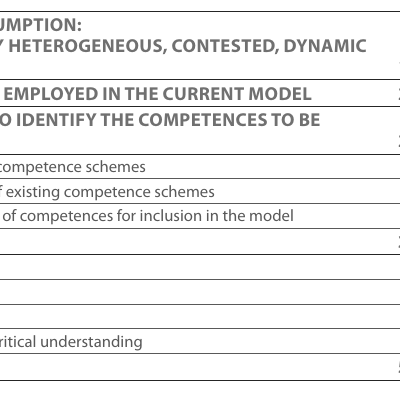 UMPTION:
Y HETEROGENEOUS, CONTESTED, DYNAMIC
EMPLOYED IN THE CURRENT MODEL
O IDENTIFY THE COMPETENCES TO BE
competence schemes
f existing competence schemes
of competences for inclusion in the model
ritical understanding